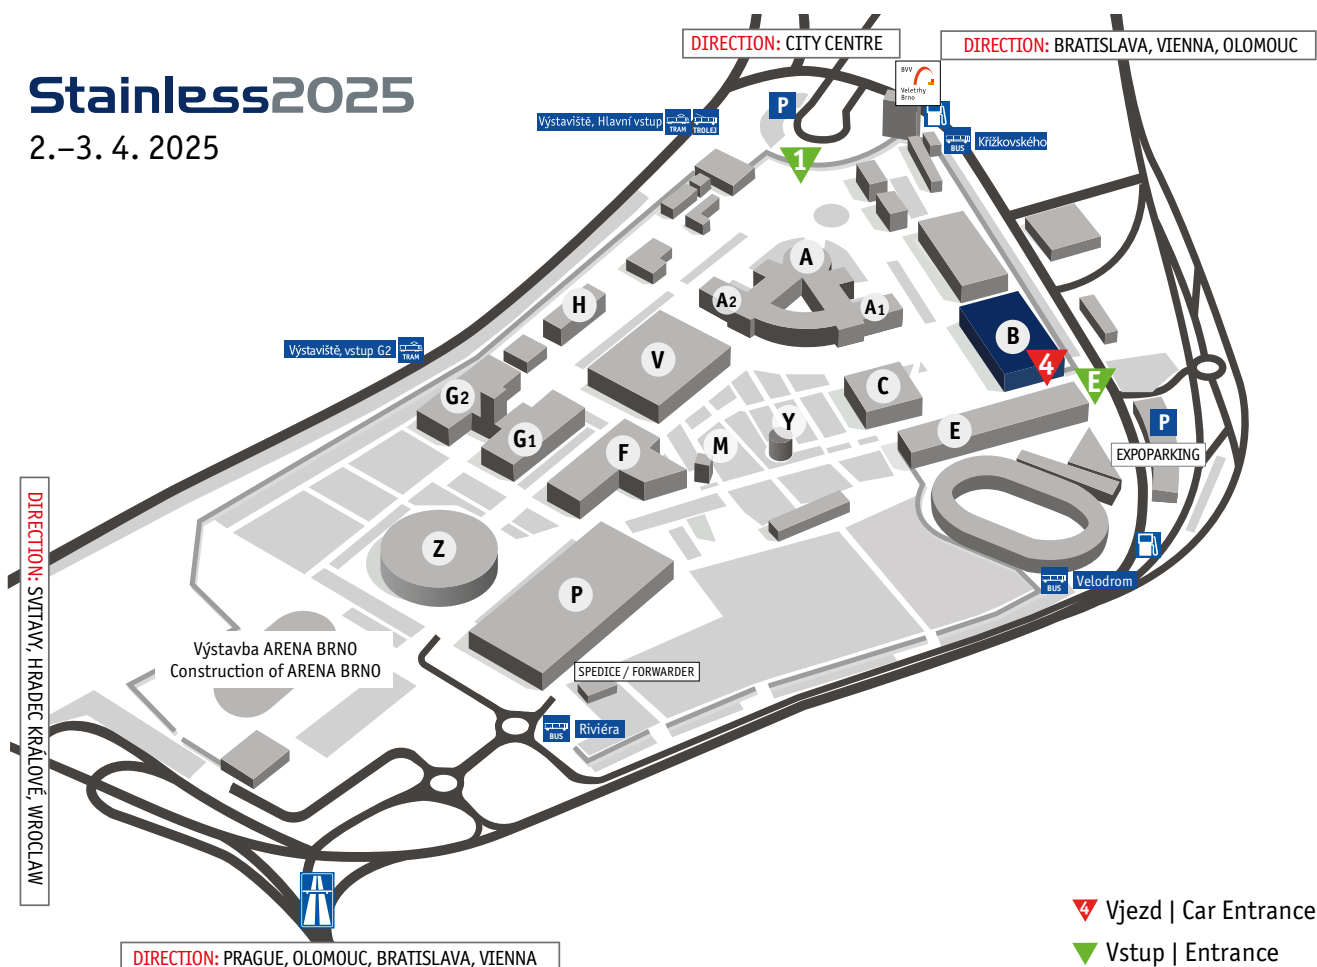 DIRECTION: CITY CENTRE
DIRECTION: BRATISLAVA, VIENNA, OLOMOUC
Stainless2025
2.–3. 4. 2025
BVV
Veletrhy
Brno
P
Výstaviště, Hlavní vstup
TRAM
TROLEJ
BUS
Křížkovského
1
A
A2
A1
H
B
Výstaviště, vstup G2
TRAM
V
4
E
C
G2
G1
Y
P
F
M
E
EXPOPARKING
Z
P
BUS
Velodrom
Výstavba ARENA BRNO
Construction of ARENA BRNO
SPEDICE / FORWARDER
BUS
Riviéra
DIRECTION: SVITAVY, HRADEC KRÁLOVÉ, WROCLAW
4
Vjezd | Car Entrance
Vstup | Entrance
DIRECTION: PRAGUE, OLOMOUC, BRATISLAVA, VIENNA